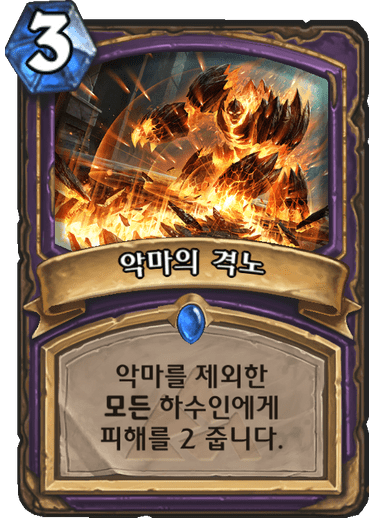 3
악마의 격노
악마를 제외한
모든 하수인에게
피해를 2 줍니다.